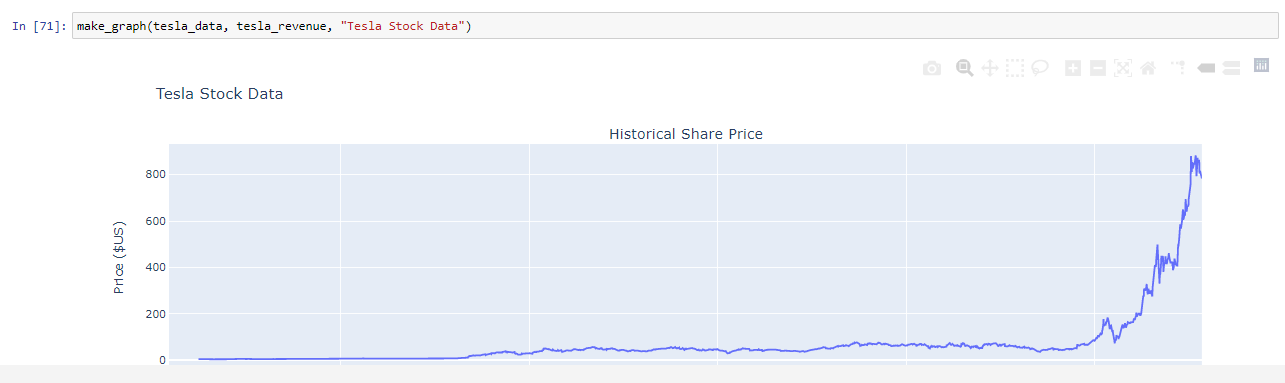 In [71]: make_graph(tesla_data, tesla_revenue, "Tesla Stock Data")
Tesla Stock Data
Historical Share Price
800
600
400
200
0
Price ($US)